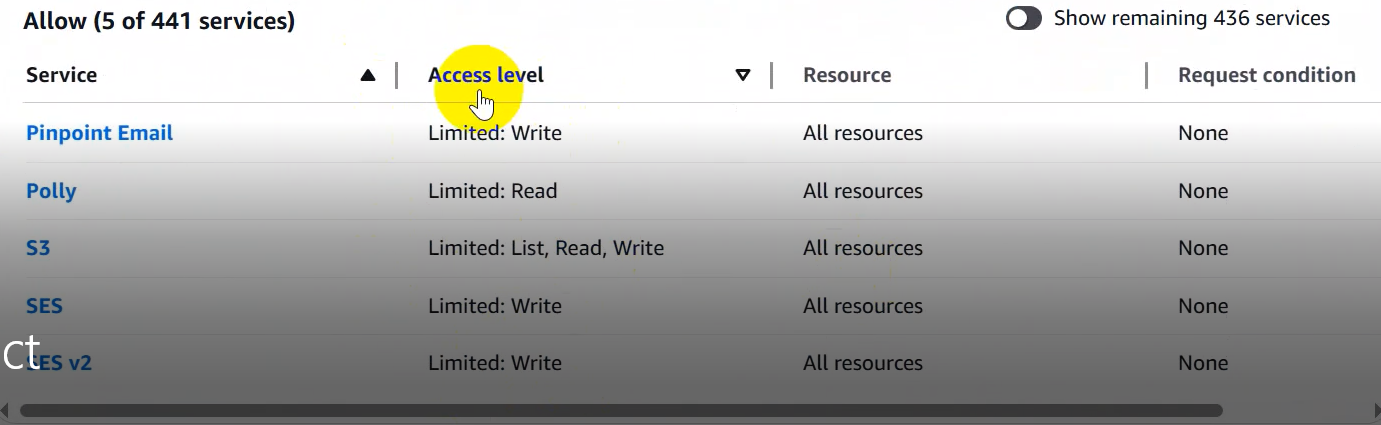 Allow (5 of 441 services) Show remaining 436 services
Service Access level Resource Request condition
Pinpoint Email Limited: Write All resources None
Polly Limited: Read All resources None
S3 Limited: List, Read, Write All resources None
SES Limited: Write All resources None
ct
SES v2 Limited: Write All resources None